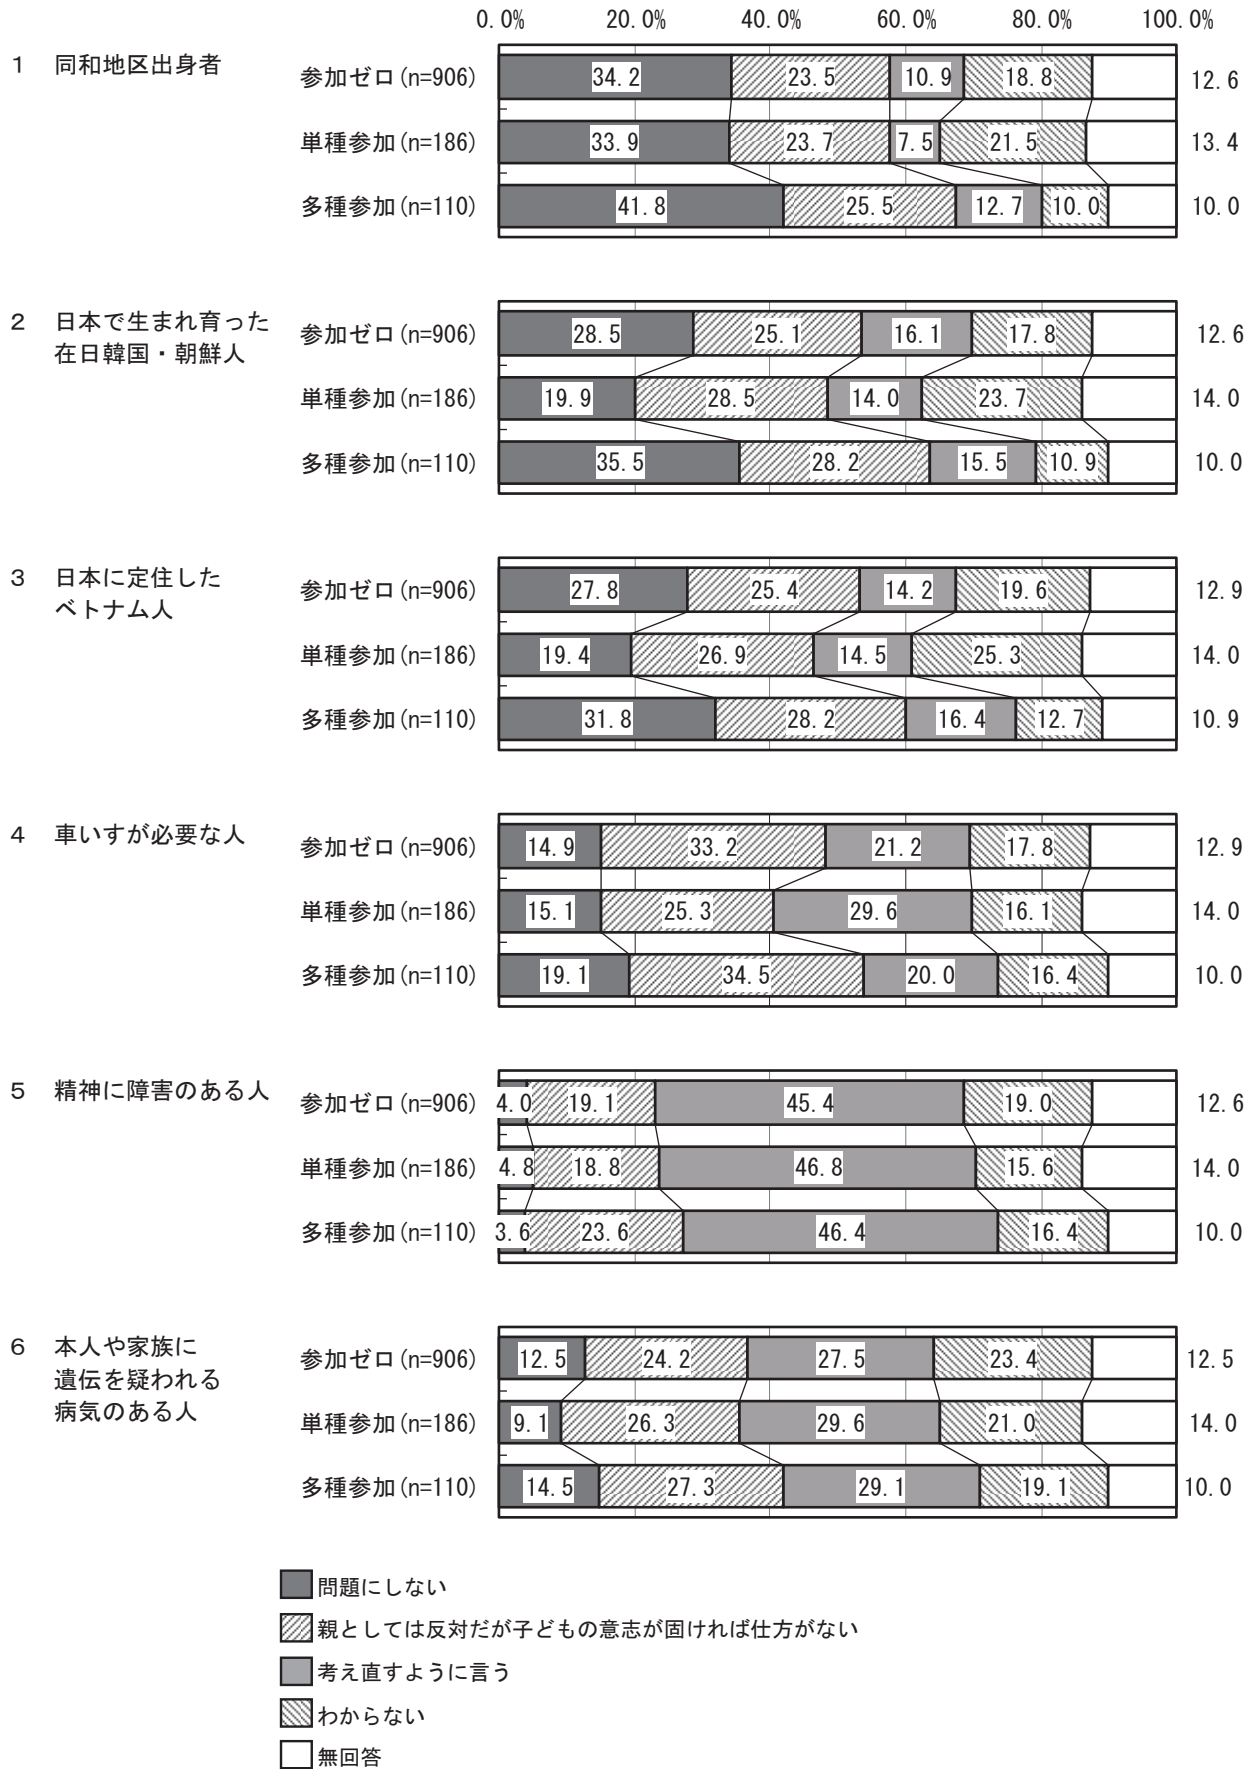 0.0% 20.0% 40.0% 60.0% 80.0% 100.0%
1 同和地区出身者
参加ゼロ(n=906) 34.2 23.5 10.9 18.8 12.6
単種参加(n=186) 33.9 23.7 7.5 21.5 13.4
多種参加(n=110) 41.8 25.5 12.7 10.0 10.0
2 日本で生まれ育った
在日韓国・朝鮮人
参加ゼロ(n=906) 28.5 25.1 16.1 17.8 12.6
単種参加(n=186) 19.9 28.5 14.0 23.7 14.0
多種参加(n=110) 35.5 28.2 15.5 10.9 10.0
3 日本に定住した
ベトナム人
参加ゼロ(n=906) 27.8 25.4 14.2 19.6 12.9
単種参加(n=186) 19.4 26.9 14.5 25.3 14.0
多種参加(n=110) 31.8 28.2 16.4 12.7 10.9
4 車いすが必要な人
参加ゼロ(n=906) 14.9 33.2 21.2 17.8 12.9
単種参加(n=186) 15.1 25.3 29.6 16.1 14.0
多種参加(n=110) 19.1 34.5 20.0 16.4 10.0
5 精神に障害のある人
参加ゼロ(n=906) 4.0 19.1 45.4 19.0 12.6
単種参加(n=186) 4.8 18.8 46.8 15.6 14.0
多種参加(n=110) 3.6 23.6 46.4 16.4 10.0
6 本人や家族に
遺伝を疑われる
病気のある人
参加ゼロ(n=906) 12.5 24.2 27.5 23.4 12.5
単種参加(n=186) 9.1 26.3 29.6 21.0 14.0
多種参加(n=110) 14.5 27.3 29.1 19.1 10.0
問題にしない
親としては反対だが子どもの意志が固ければ仕方がない
考え直すように言う
わからない
無回答